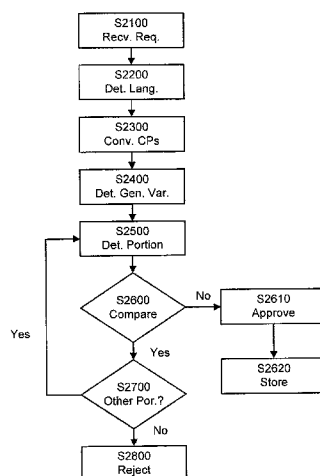 S2100
Recv. Req.
S2200
Det. Lang.
S2300
Conv. CPs
S2400
Det. Gen. Var.
S2500
Det. Portion
S2600
Compare
No
S2610
Approve
Yes
Yes
S2620
Store
S2700
Other Por.?
No
S2800
Reject